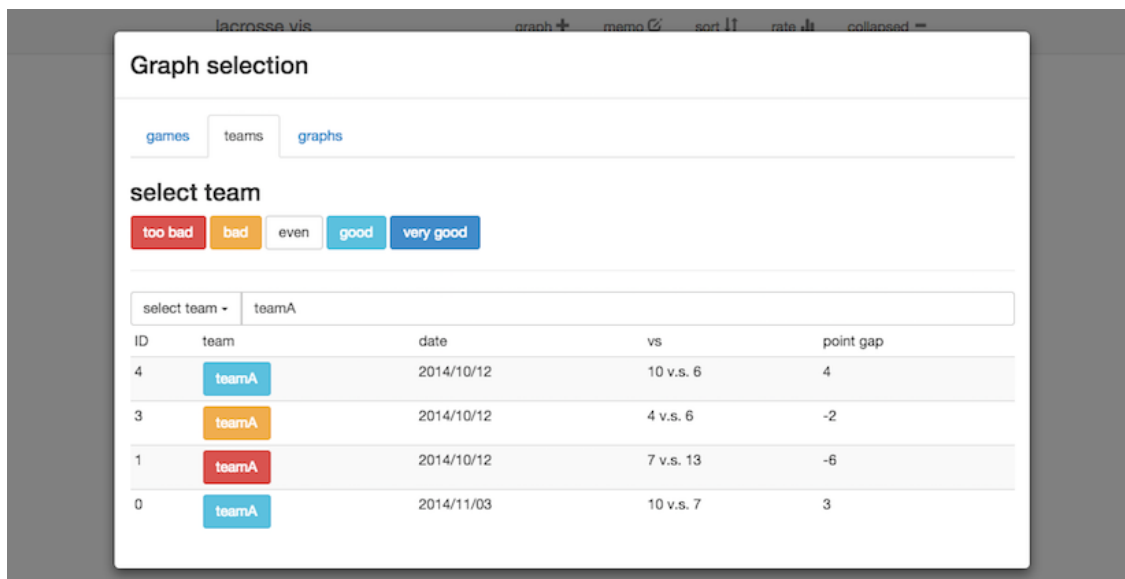 lacrosse vis graph memo sort rate collapsed
Graph selection
games teams graphs
select team
too bad bad even good very good
select team teamA
ID team date vs point gap
4 teamA 2014/10/12 10 v.s. 6 4
3 teamA 2014/10/12 4 v.s. 6 -2
1 teamA 2014/10/12 7 v.s. 13 -6
0 teamA 2014/11/03 10 v.s. 7 3